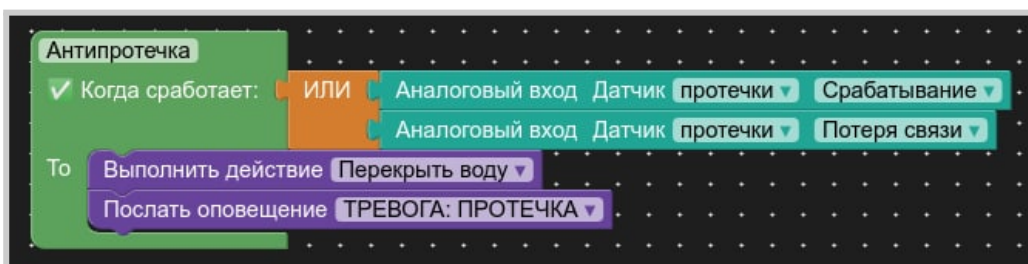 Антипротечка
Когда сработает: ИЛИ Аналоговый вход Датчик протечки Срабатывание
Аналоговый вход Датчик протечки Потеря связи
То Выполнить действие Перекрыть воду
Послать оповещение ТРЕВОГА: ПРОТЕЧКА